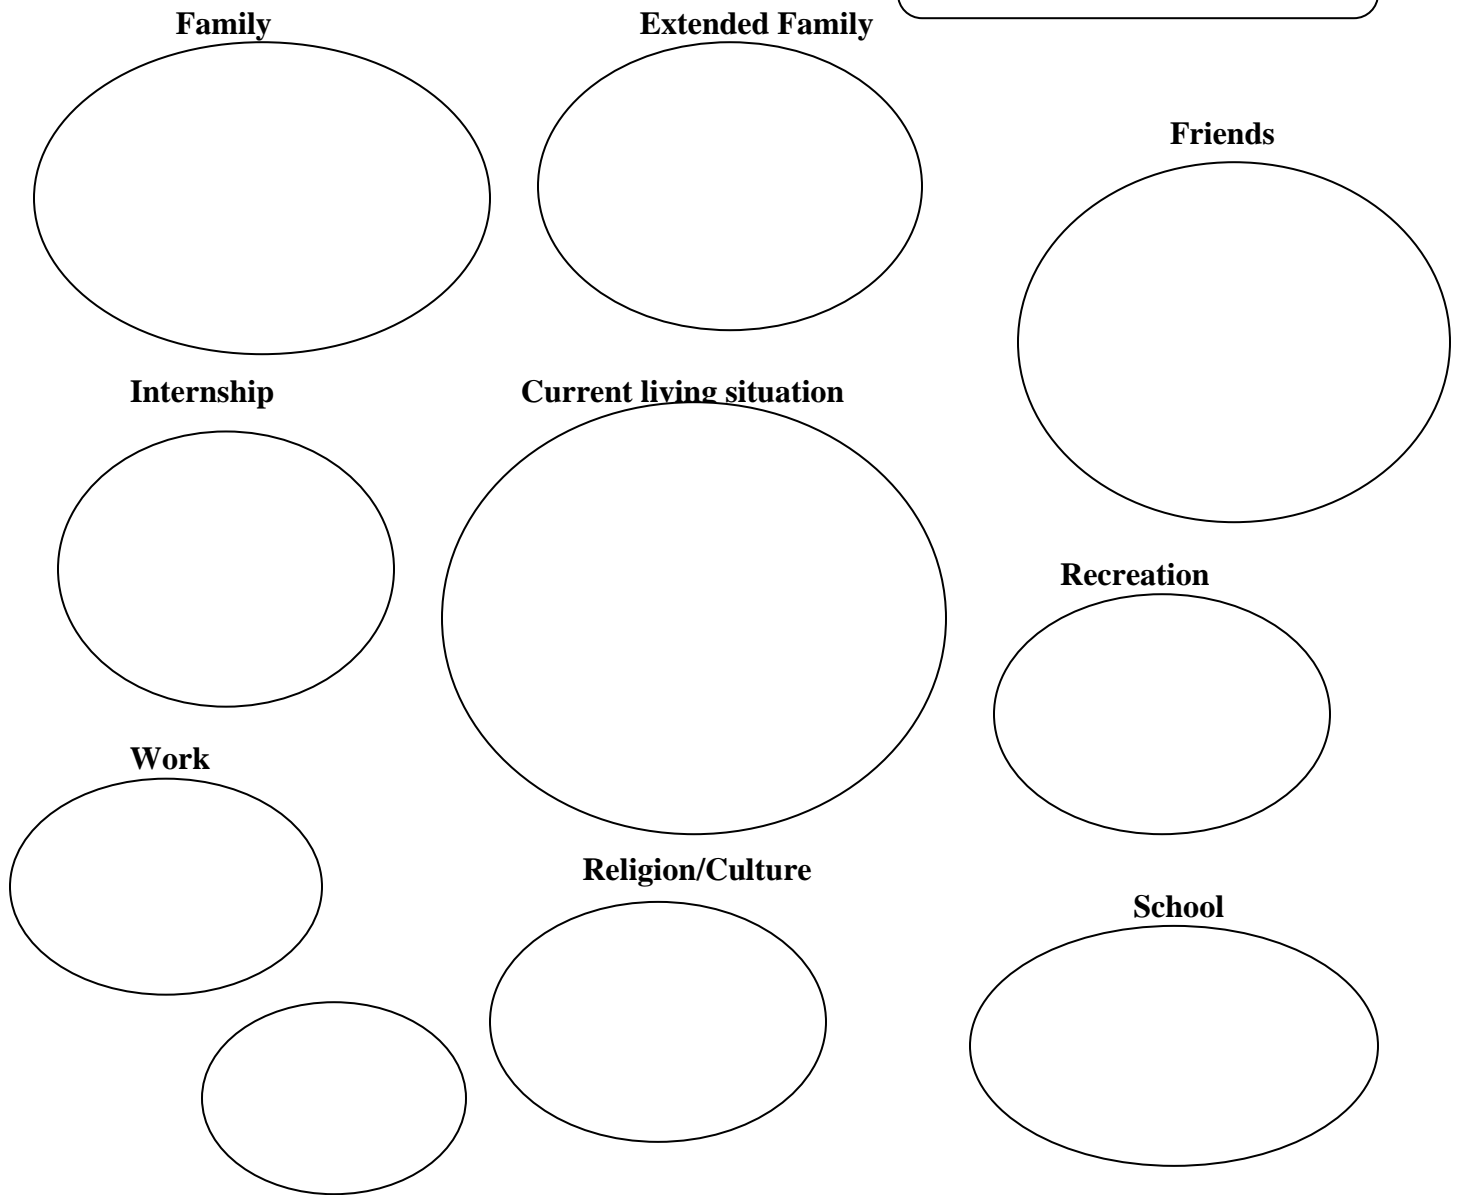 Family
Extended Family
Friends
Internship
Current living situation
Recreation
Work
Religion/Culture
School